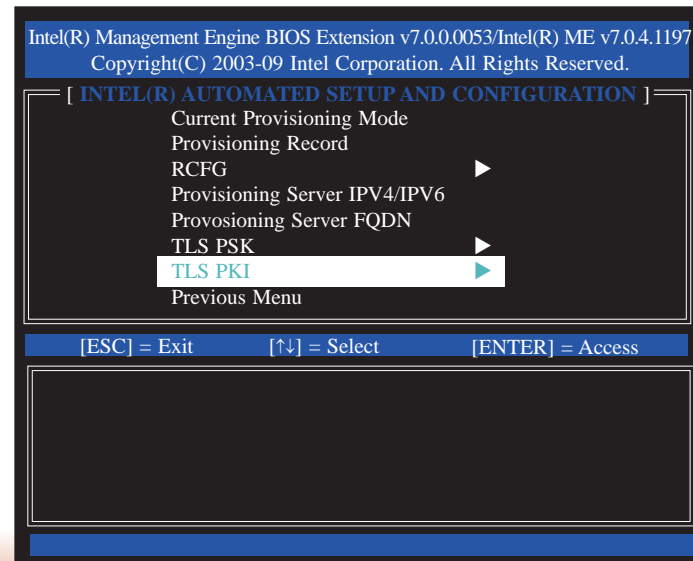 Intel(R) Management Engine BIOS Extension v7.0.0.0053/Intel(R) ME v7.0.4.1197
Copyright(C) 2003-09 Intel Corporation. All Rights Reserved.
[ INTEL(R) AUTOMATED SETUP AND CONFIGURATION ]
Current Provisioning Mode
Provisioning Record
RCFG ▶
Provisioning Server IPV4/IPV6
Provosioning Server FQDN
TLS PSK ▶
TLS PKI ▶
Previous Menu
[ESC] = Exit [↑↓] = Select [ENTER] = Access